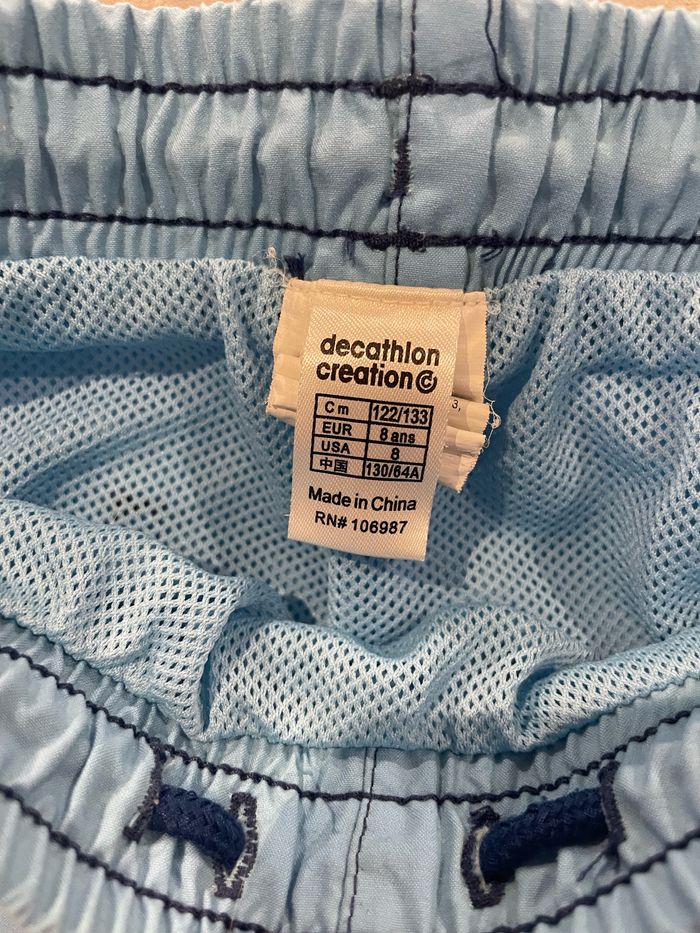 decathlon
creation
Cm 122/133
EUR 8 ans
USA 8
中国 130/64A
Made in China
RN# 106987
3,